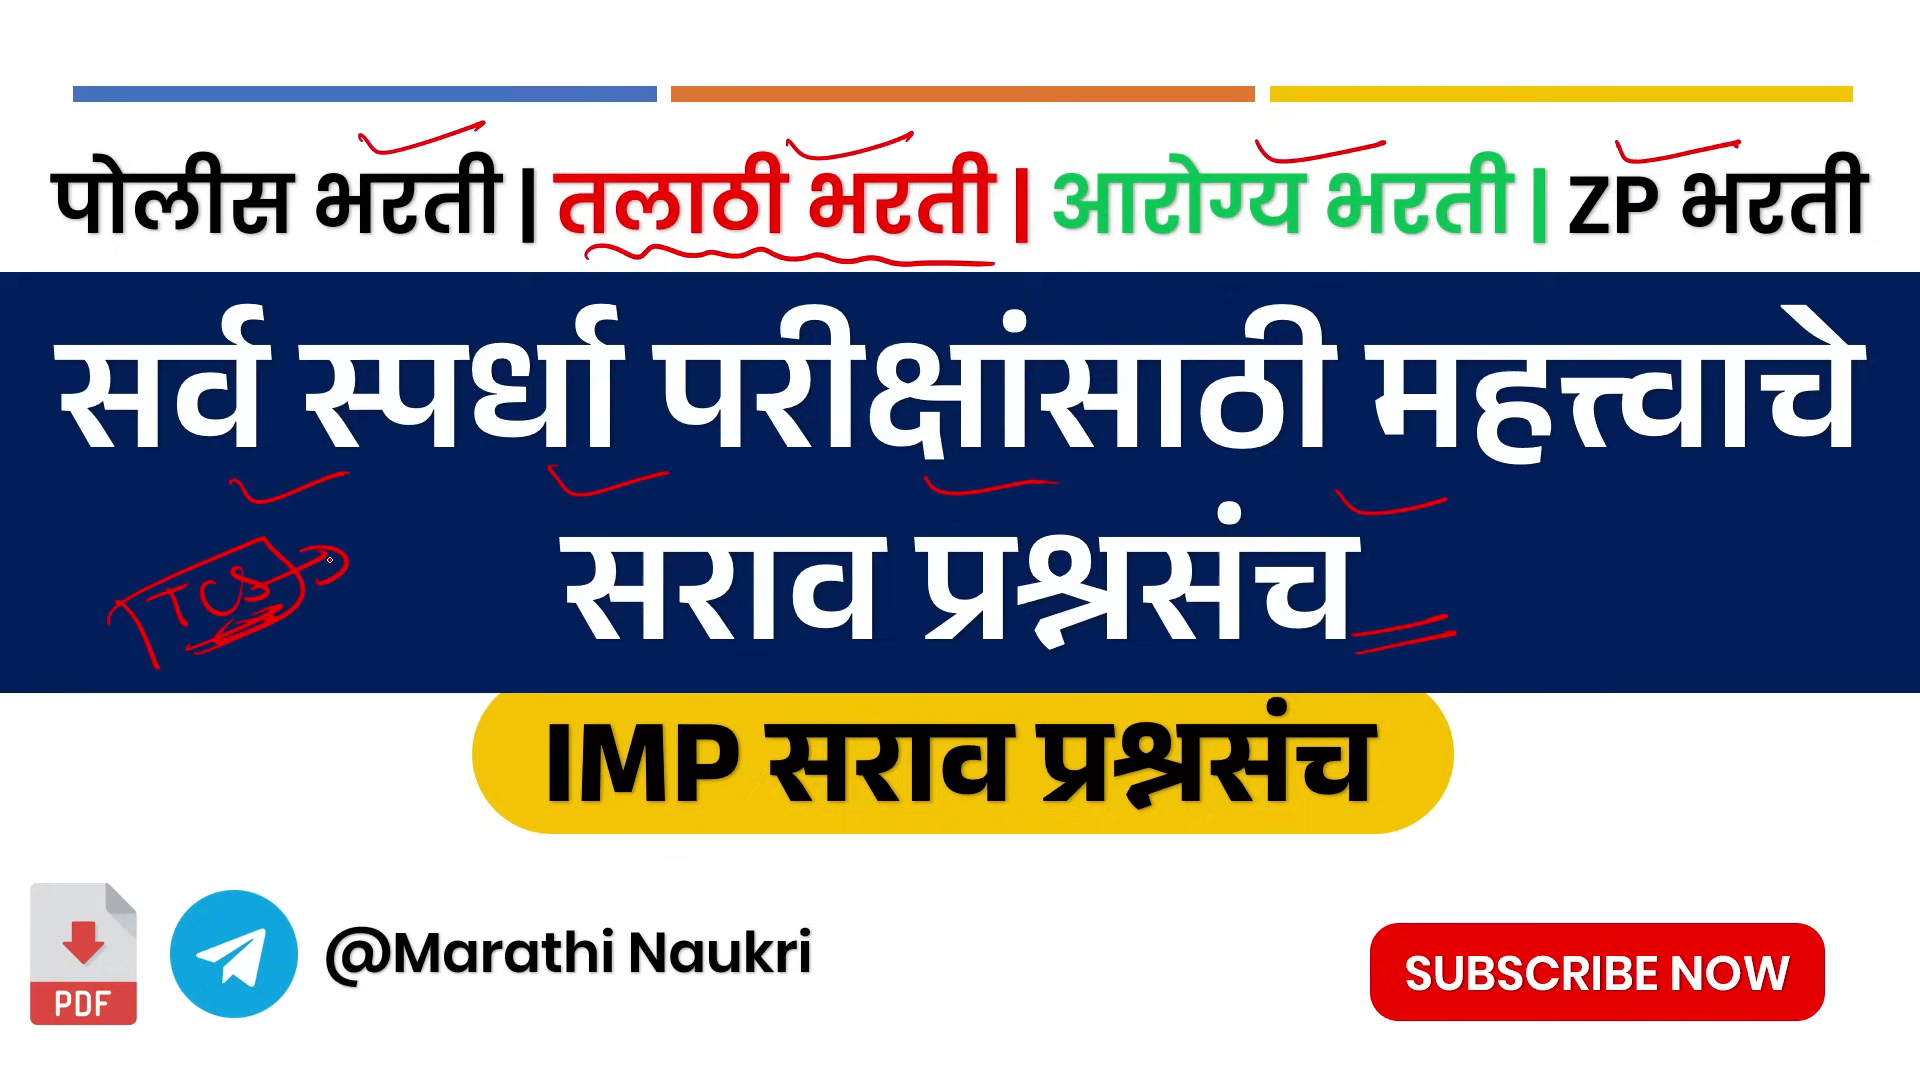 पोलीस भरती | तलाठी भरती | आरोग्य भरती | ZP भरती
सर्व स्पर्धा परीक्षांसाठी महत्त्वाचे
सराव प्रश्नसंच
TCS
IMP सराव प्रश्नसंच
PDF
@Marathi Naukri
SUBSCRIBE NOW